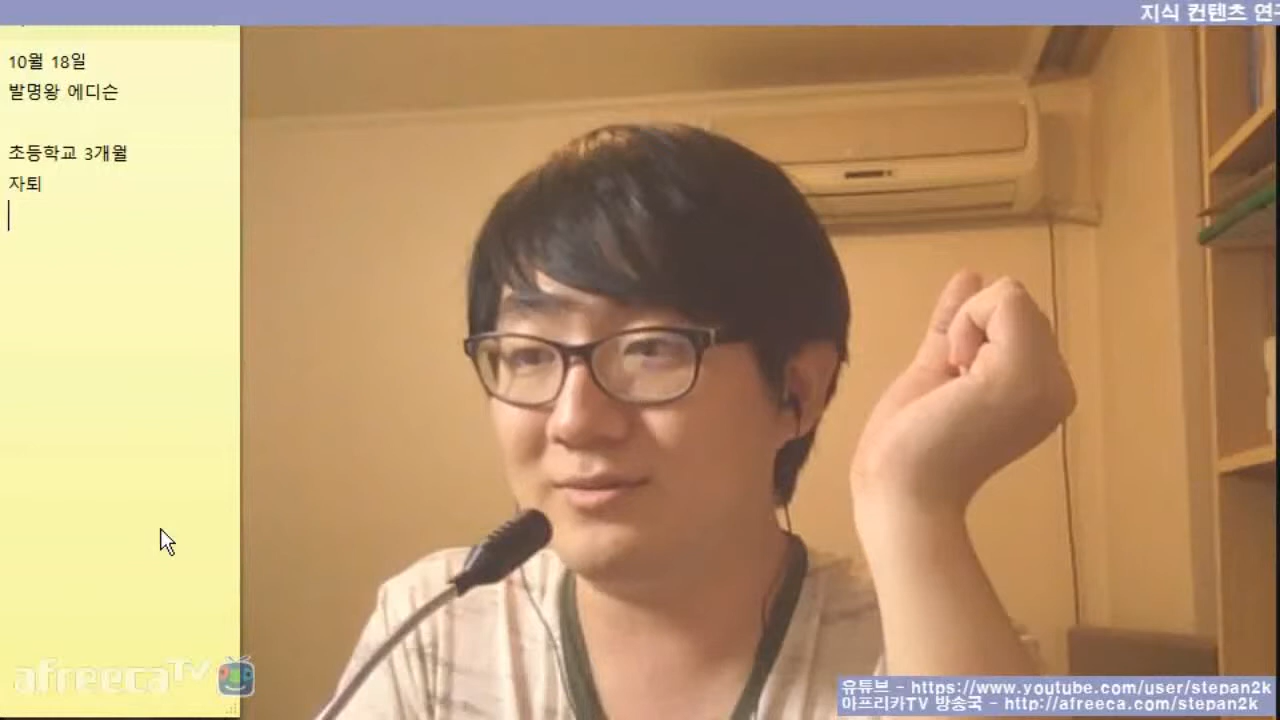 지식 컨텐츠 연구
10월 18일
발명왕 에디슨
초등학교 3개월
자퇴
afreecaTV
유튜브 - https://www.youtube.com/user/stepan2k
아프리카TV 방송국 - http://afreeca.com/stepan2k